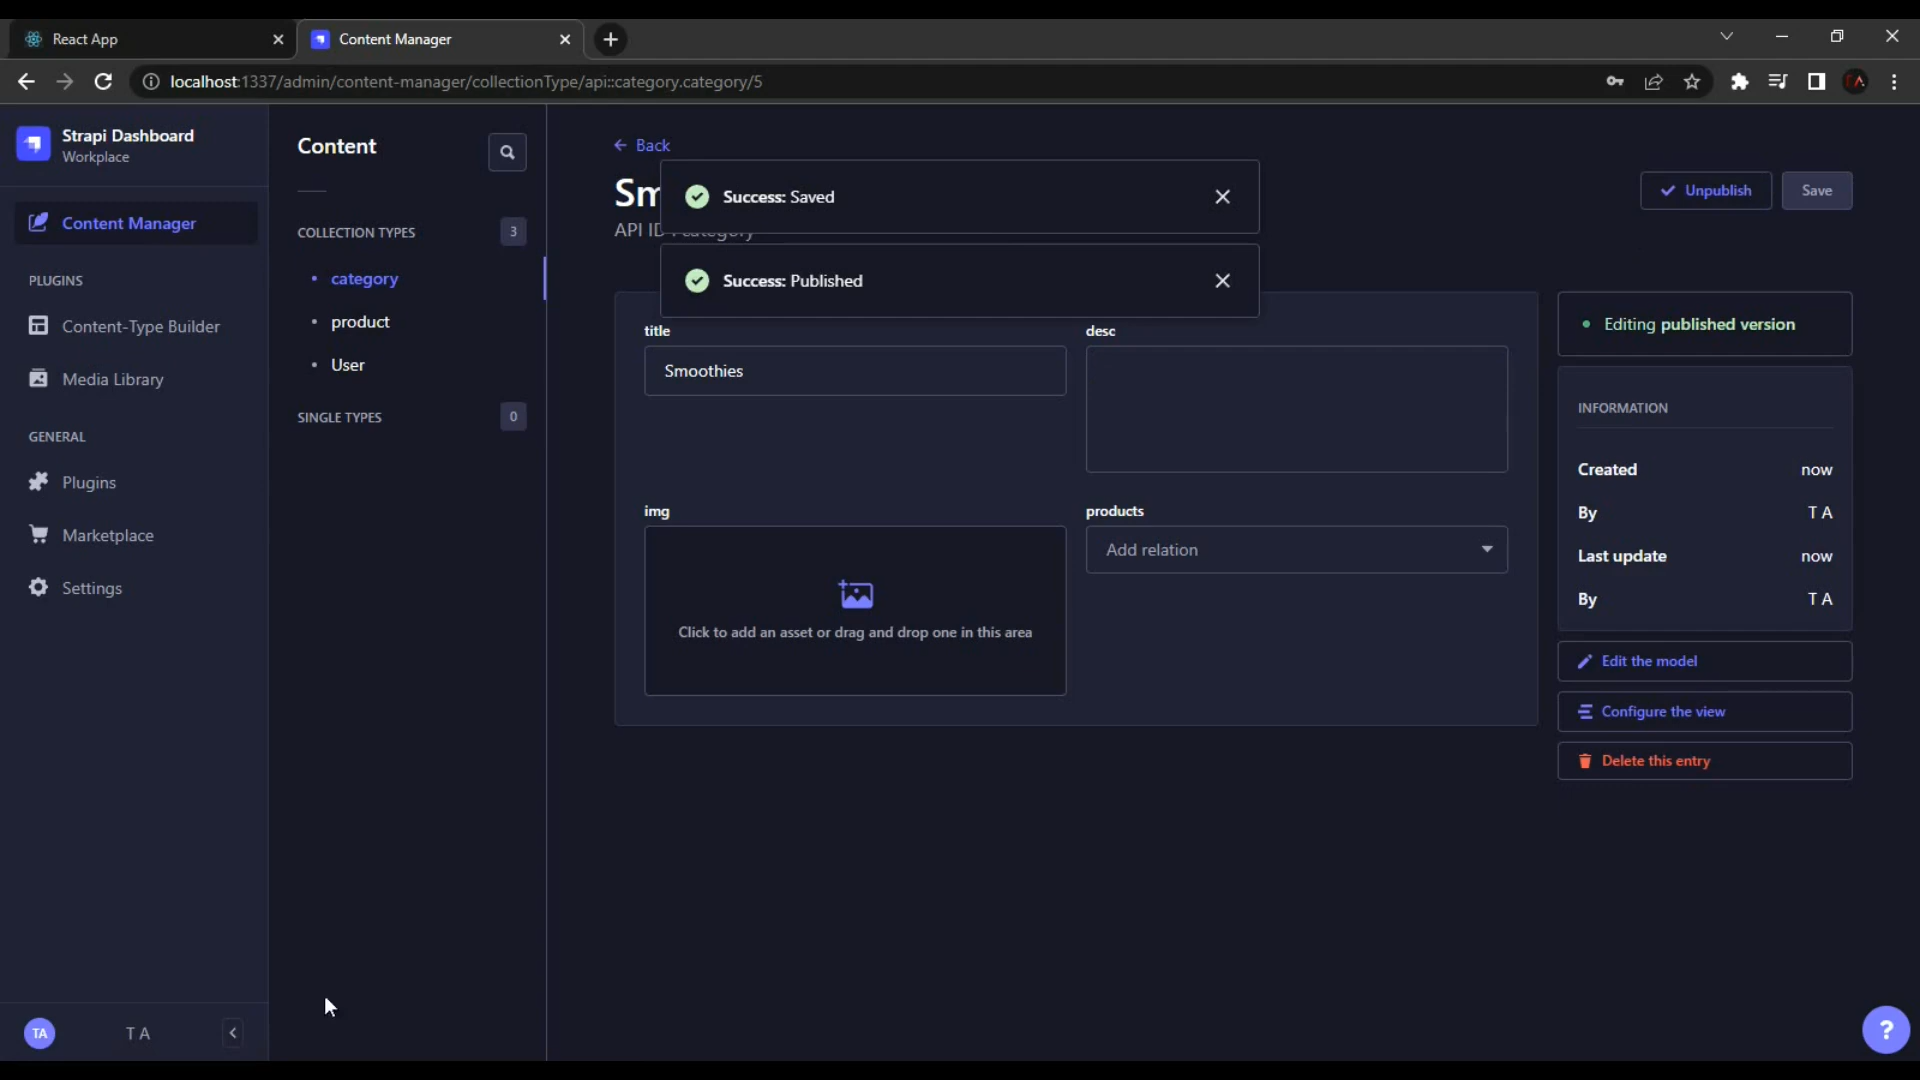 React App
Content Manager
localhost:1337/admin/content-manager/collectionType/api::category.category/5
Strapi Dashboard
Workplace
Content Manager
PLUGINS
Content-Type Builder
Media Library
GENERAL
Plugins
Marketplace
Settings
TA
T A
Content
COLLECTION TYPES 3
category
product
User
SINGLE TYPES 0
Back
Sm
API ID : category
Success: Saved
Success: Published
Unpublish
Save
title
Smoothies
desc
img
Click to add an asset or drag and drop one in this area
products
Add relation
Editing published version
INFORMATION
Created now
By T A
Last update now
By T A
Edit the model
Configure the view
Delete this entry
?